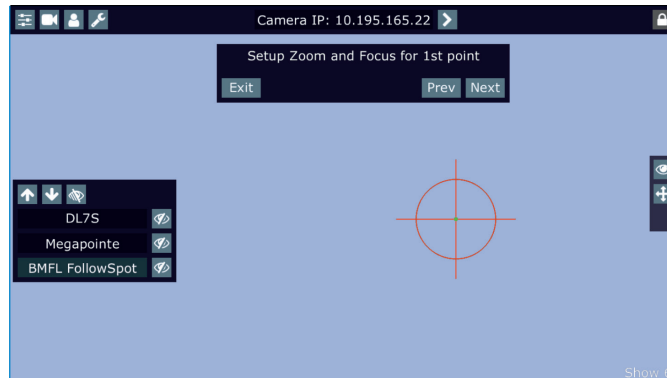 Camera IP: 10.195.165.22
Setup Zoom and Focus for 1st point
Exit Prev Next
DL7S
Megapointe
BMFL FollowSpot
Show